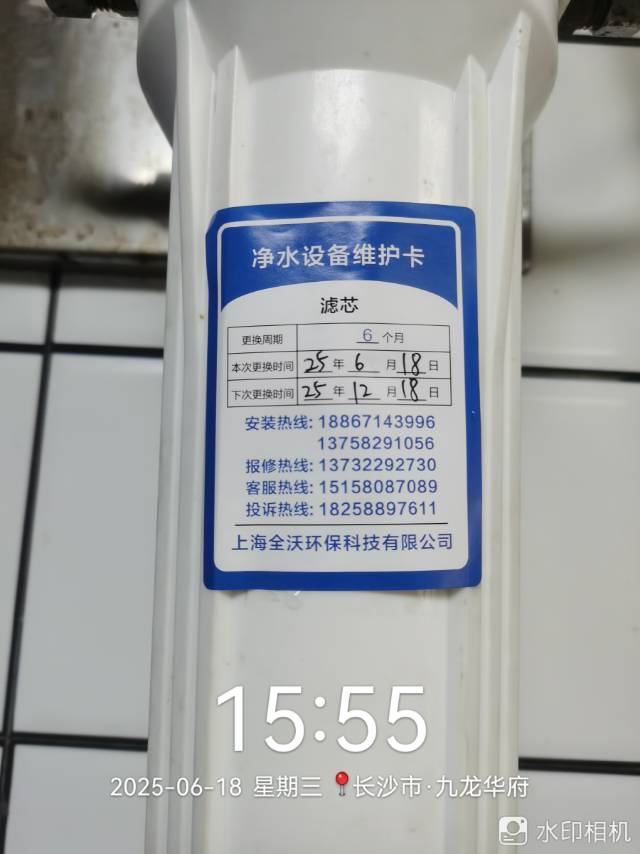 净水设备维护卡
滤芯
更换周期 6 个月
本次更换时间 25 年 6 月 18 日
下次更换时间 25 年 12 月 18 日
安装热线: 18867143996
13758291056
报修热线: 13732292730
客服热线: 15158087089
投诉热线: 18258897611
上海全沃环保科技有限公司
15:55
2025-06-18 星期三 📍长沙市·九龙华府
水印相机